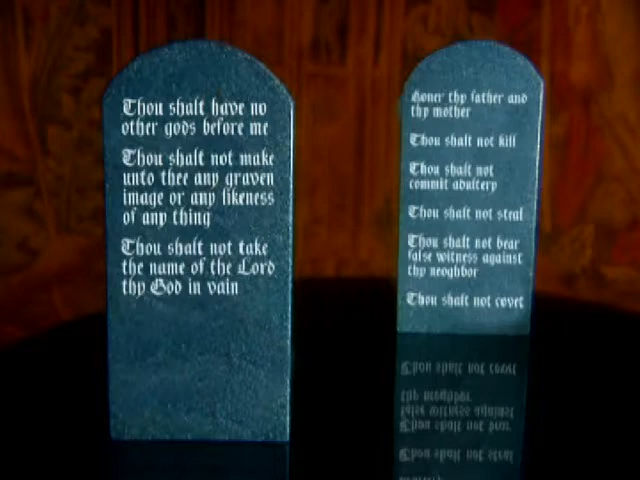 Thou shalt have no
other gods before me
Thou shalt not make
unto thee any graven
image or any likeness
of any thing
Thou shalt not take
the name of the Lord
thy God in vain
Honer thy father and
thy mother
Thou shalt not kill
Thou shalt not
commit adultery
Thou shalt not steal
Thou shalt not bear
false witness against
thy neighbor
Thou shalt not covet